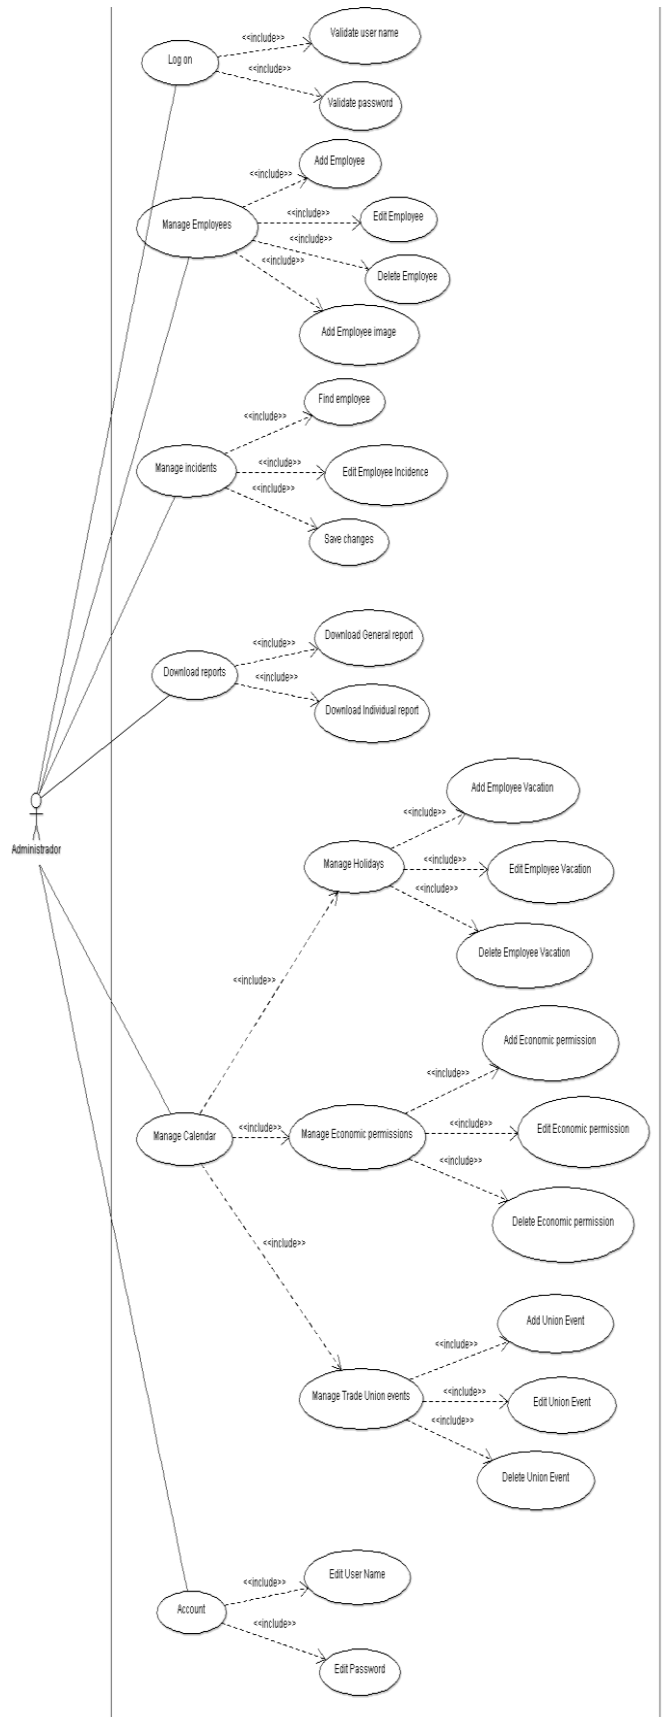 Validate user name
<<include>>
Log on
<<include>>
Validate password
Add Employee
<<include>>
Manage Employees
<<include>>
Edit Employee
<<include>>
<<include>>
Delete Employee
Add Employee image
Find employee
<<include>>
Manage incidents
<<include>>
Edit Employee Incidence
<<include>>
Save changes
Download General report
<<include>>
Download reports
<<include>>
Download Individual report
Add Employee Vacation
<<include>>
Administrador
Manage Holidays
<<include>>
Edit Employee Vacation
<<include>>
Delete Employee Vacation
<<include>>
Add Economic permission
<<include>>
Manage Calendar
<<include>>
Manage Economic permissions
<<include>>
Edit Economic permission
<<include>>
Delete Economic permission
<<include>>
Add Union Event
<<include>>
Manage Trade Union events
<<include>>
Edit Union Event
<<include>>
Delete Union Event
Edit User Name
<<include>>
Account
<<include>>
Edit Password